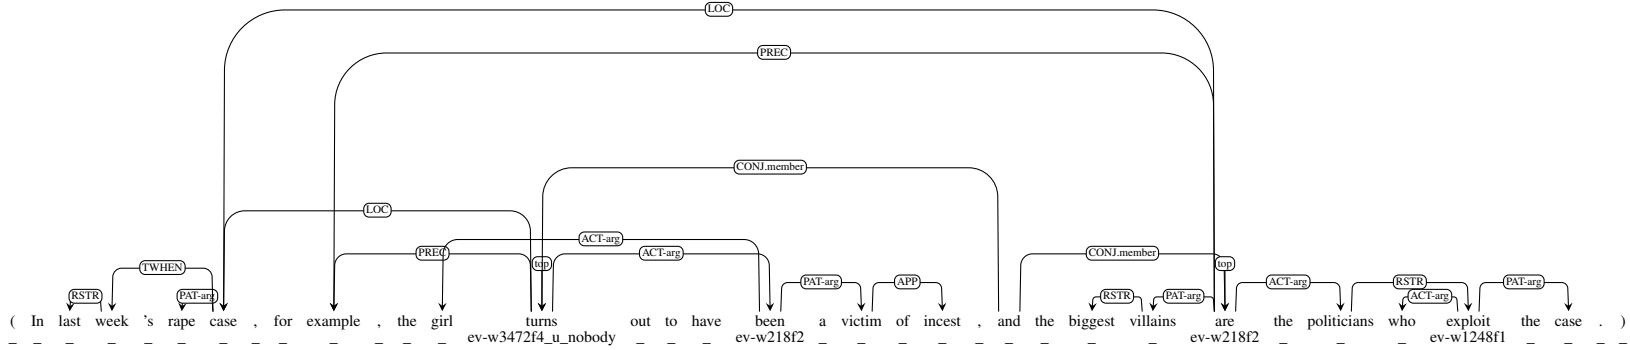 LOC
PREC
CONJ.member
LOC
ACT-arg
PREC ACT-arg CONJ.member
top top
TWHEN
PAT-arg APP ACT-arg RSTR PAT-arg
RSTR PAT-arg RSTR PAT-arg ACT-arg
( In last week 's rape case , for example , the girl turns out to have been a victim of incest , and the biggest villains are the politicians who exploit the case . )
_ _ _ _ _ _ _ _ _ _ _ _ _ ev-w3472f4_u_nobody _ _ _ ev-w218f2 _ _ _ _ _ _ _ _ _ ev-w218f2 _ _ _ ev-w1248f1 _ _ _ _